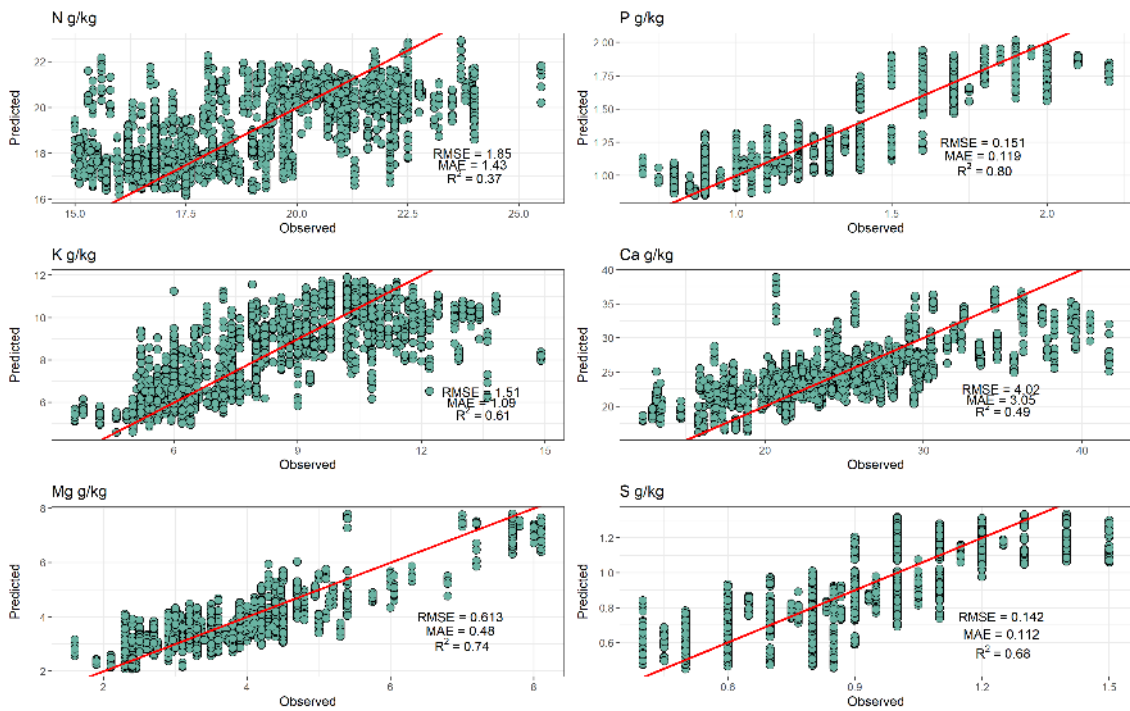 N g/kg
Predicted
22
20
18
16
15.0 17.5 20.0 22.5 25.0
Observed
RMSE = 1.85
MAE = 1.43
R² = 0.37
P g/kg
Predicted
2.00
1.75
1.50
1.25
1.00
1.0 1.5 2.0
Observed
RMSE = 0.151
MAE = 0.119
R² = 0.80
K g/kg
Predicted
12
10
8
6
6 9 12 15
Observed
RMSE = 1.51
MAE = 1.09
R² = 0.61
Ca g/kg
Predicted
40
35
30
25
20
20 30 40
Observed
RMSE = 4.02
MAE = 3.05
R² = 0.49
Mg g/kg
Predicted
8
6
4
2
2 4 6 8
Observed
RMSE = 0.613
MAE = 0.48
R² = 0.74
S g/kg
Predicted
1.2
1.0
0.8
0.6
0.6 0.9 1.2 1.5
Observed
RMSE = 0.142
MAE = 0.112
R² = 0.68